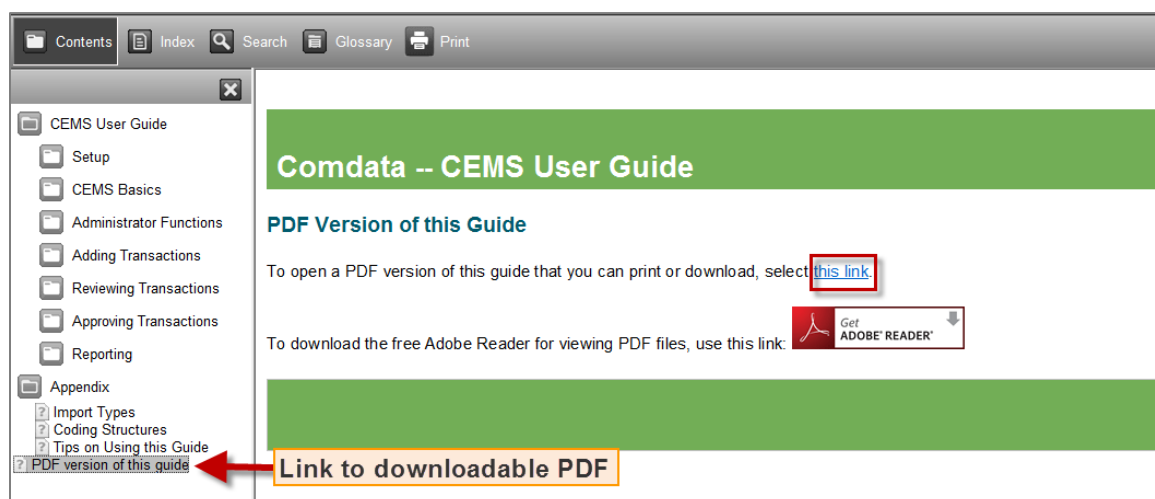 Contents Index Search Glossary Print
CEMS User Guide
Setup
CEMS Basics
Administrator Functions
Adding Transactions
Reviewing Transactions
Approving Transactions
Reporting
Appendix
Import Types
Coding Structures
Tips on Using this Guide
PDF version of this guide
Comdata -- CEMS User Guide
PDF Version of this Guide
To open a PDF version of this guide that you can print or download, select this link.
To download the free Adobe Reader for viewing PDF files, use this link:
Get
ADOBE® READER®
Link to downloadable PDF